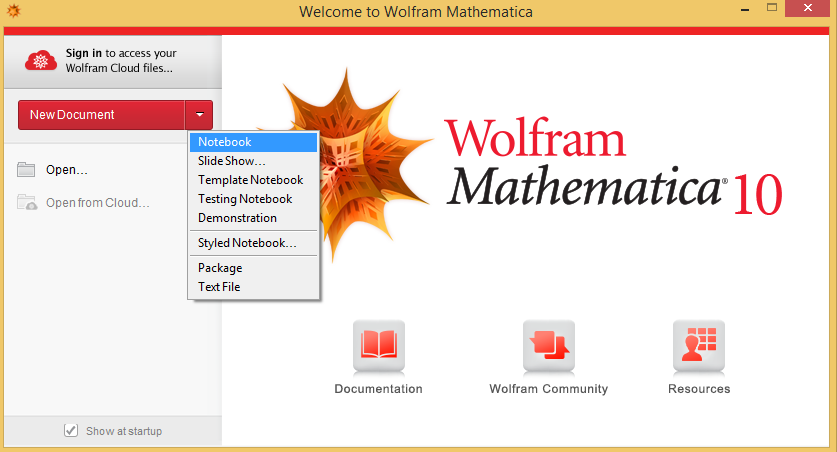 Welcome to Wolfram Mathematica
Sign in to access your
Wolfram Cloud files...
New Document
Notebook
Slide Show...
Template Notebook
Testing Notebook
Demonstration
Styled Notebook...
Package
Text File
Open...
Open from Cloud...
Show at startup
Wolfram
Mathematica® 10
Documentation
Wolfram Community
Resources